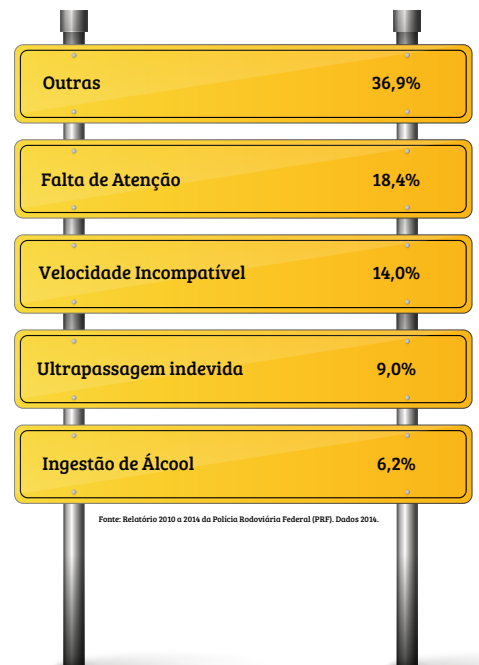 Outras 36,9%
Falta de Atenção 18,4%
Velocidade Incompatível 14,0%
Ultrapassagem indevida 9,0%
Ingestão de Álcool 6,2%
Fonte: Relatório 2010 a 2014 da Polícia Rodoviária Federal (PRF). Dados 2014.